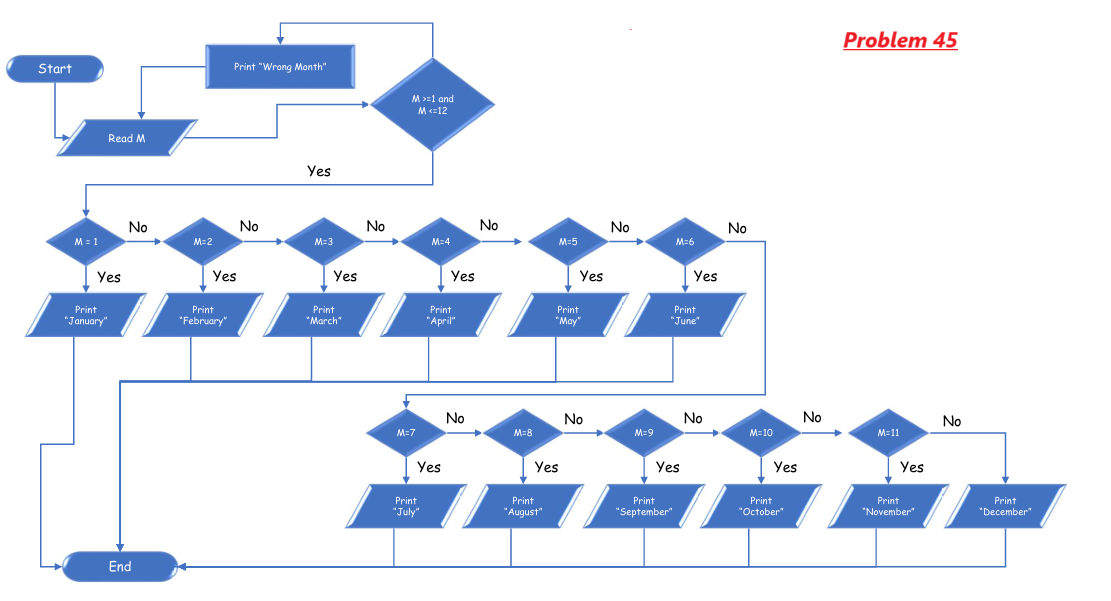 Problem 45
Start
Print "Wrong Month"
M >=1 and
M <=12
Read M
Yes
M = 1
No
M=2
No
M=3
No
M=4
No
M=5
No
M=6
No
Yes
Yes
Yes
Yes
Yes
Yes
Print
"January"
Print
"February"
Print
"March"
Print
"April"
Print
"May"
Print
"June"
M=7
No
M=8
No
M=9
No
M=10
No
M=11
No
Yes
Yes
Yes
Yes
Yes
Print
"July"
Print
"August"
Print
"September"
Print
"October"
Print
"November"
Print
"December"
End